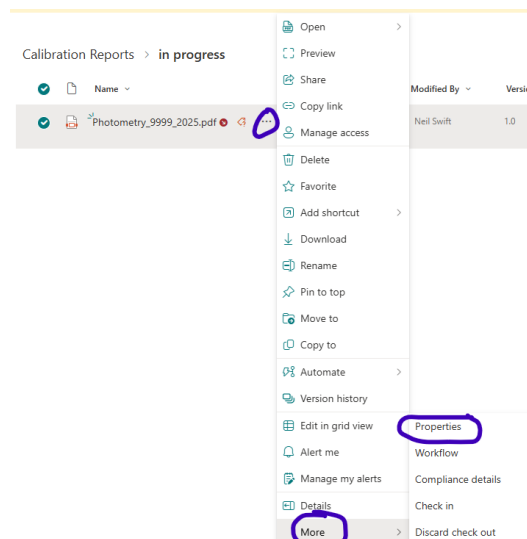 Calibration Reports > in progress
Name
Modified By
Versi
Photometry_9999_2025.pdf
Neil Swift
1.0
Open
Preview
Share
Copy link
Manage access
Delete
Favorite
Add shortcut
Download
Rename
Pin to top
Move to
Copy to
Automate
Version history
Edit in grid view
Alert me
Manage my alerts
Details
More
Properties
Workflow
Compliance details
Check in
Discard check out